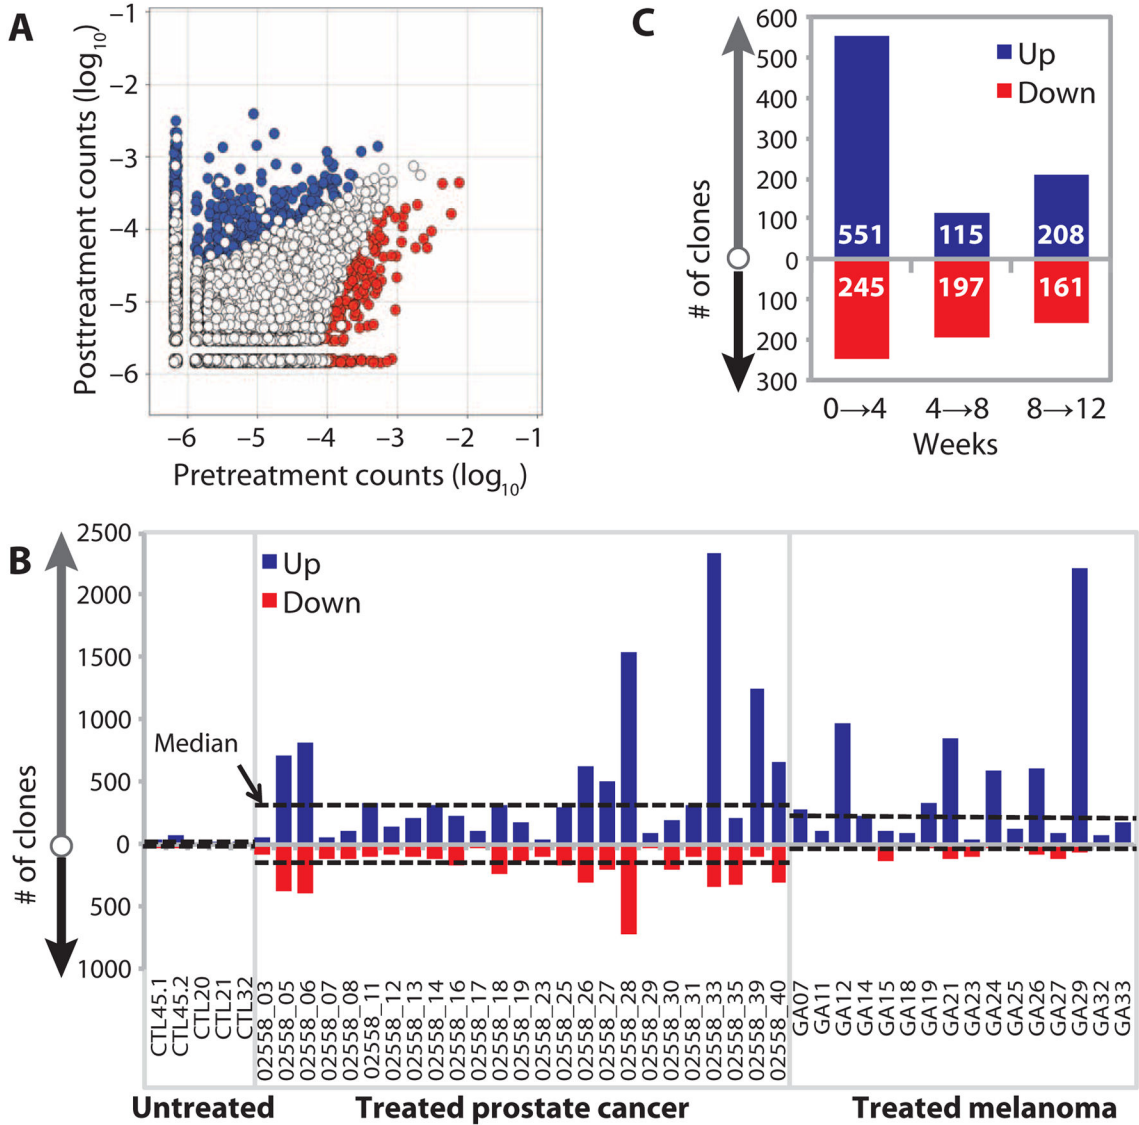 A
Posttreatment counts (log10)
–1
–2
–3
–4
–5
–6
–6 –5 –4 –3 –2 –1
Pretreatment counts (log10)
C
# of clones
600
500
400
300
200
100
0
100
200
300
Up
Down
551 115 208
245 197 161
0→4 4→8 8→12
Weeks
B
# of clones
2500
2000
1500
1000
500
0
500
1000
Up
Down
Median
CTL45.1
CTL45.2
CTL20
CTL21
CTL32
02558_03
02558_05
02558_06
02558_07
02558_08
02558_11
02558_12
02558_13
02558_14
02558_16
02558_17
02558_18
02558_19
02558_23
02558_25
02558_26
02558_27
02558_28
02558_29
02558_30
02558_31
02558_33
02558_35
02558_39
02558_40
GA07
GA11
GA12
GA14
GA15
GA18
GA19
GA21
GA23
GA24
GA25
GA26
GA27
GA29
GA32
GA33
Untreated Treated prostate cancer Treated melanoma